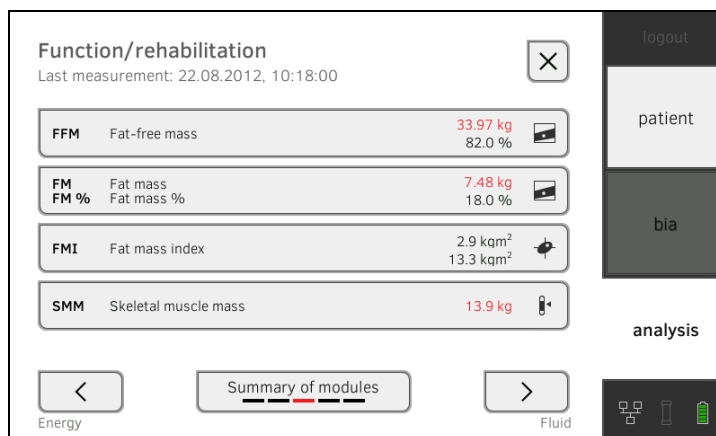 Function/rehabilitation
Last measurement: 22.08.2012, 10:18:00
logout
patient
bia
analysis
FFM Fat-free mass 33.97 kg
82.0 %
FM Fat mass 7.48 kg
FM % Fat mass % 18.0 %
FMI Fat mass index 2.9 kgm²
13.3 kgm²
SMM Skeletal muscle mass 13.9 kg
Summary of modules
Energy
Fluid